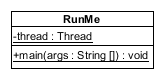 RunMe
-thread : Thread
+main(args : String []) : void